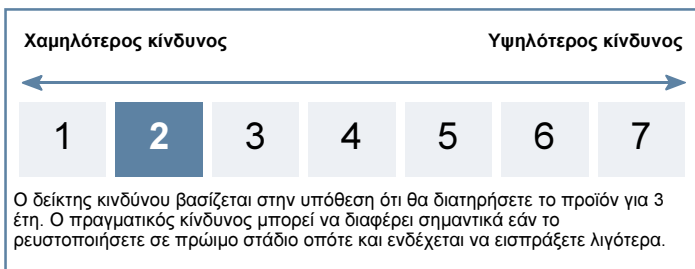 Χαμηλότερος κίνδυνος Υψηλότερος κίνδυνος
1 2 3 4 5 6 7
Ο δείκτης κινδύνου βασίζεται στην υπόθεση ότι θα διατηρήσετε το προϊόν για 3
έτη. Ο πραγματικός κίνδυνος μπορεί να διαφέρει σημαντικά εάν το
ρευστοποιήσετε σε πρώιμο στάδιο οπότε και ενδέχεται να εισπράξετε λιγότερα.